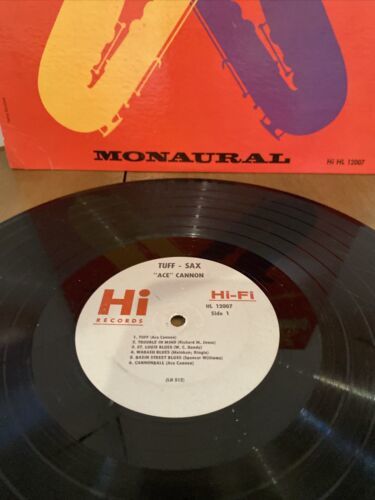 MONAURAL
Hi HL 12007
TUFF - SAX
"ACE" CANNON
Hi
RECORDS
Hi-Fi
HL 12007
Side 1
1. TUFF (Ace Cannon)
2. TROUBLE IN MIND (Richard M. Jones)
3. ST. LOUIS BLUES (W. C. Handy)
4. WABASH BLUES (Meinken; Ringle)
5. BASIN STREET BLUES (Spencer Williams)
6. CANNONBALL (Ace Cannon)
(LH 512)